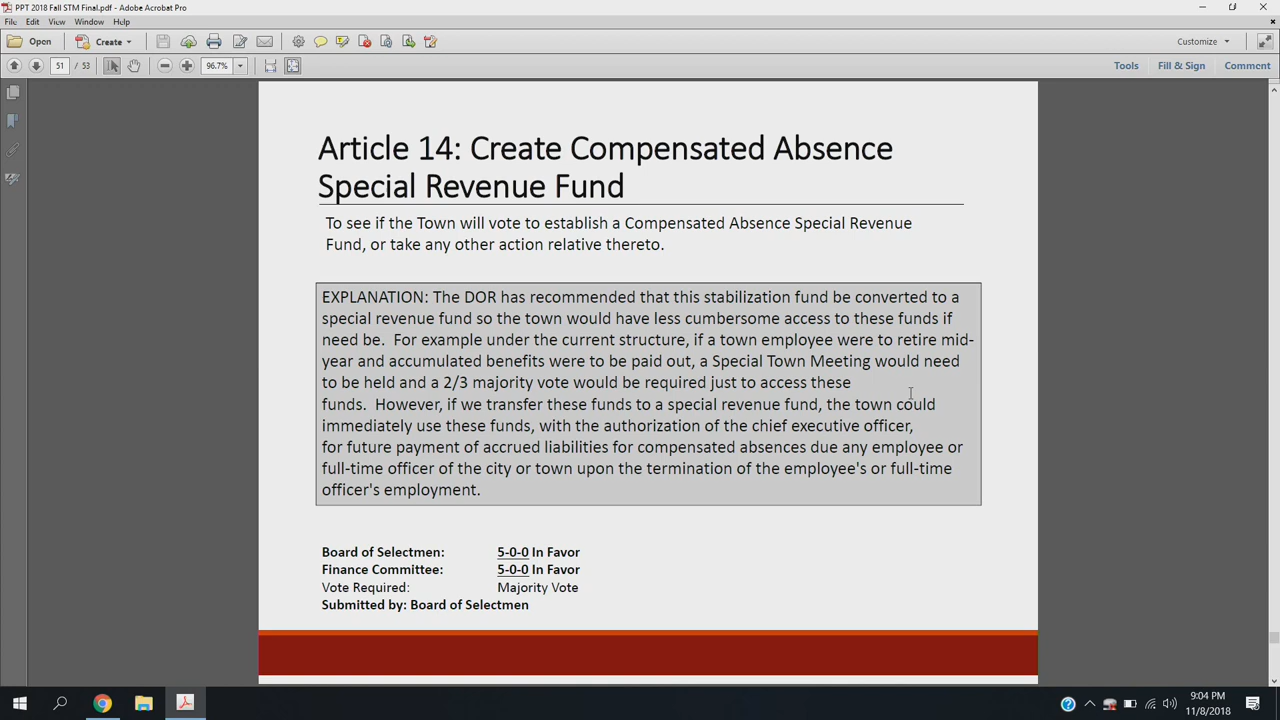 PPT 2018 Fall STM Final.pdf - Adobe Acrobat Pro
File Edit View Window Help
Open Create Customize
51 / 53 96.7% Tools Fill & Sign Comment
Article 14: Create Compensated Absence
Special Revenue Fund
To see if the Town will vote to establish a Compensated Absence Special Revenue
Fund, or take any other action relative thereto.
EXPLANATION: The DOR has recommended that this stabilization fund be converted to a
special revenue fund so the town would have less cumbersome access to these funds if
need be. For example under the current structure, if a town employee were to retire mid-
year and accumulated benefits were to be paid out, a Special Town Meeting would need
to be held and a 2/3 majority vote would be required just to access these
funds. However, if we transfer these funds to a special revenue fund, the town could
immediately use these funds, with the authorization of the chief executive officer,
for future payment of accrued liabilities for compensated absences due any employee or
full-time officer of the city or town upon the termination of the employee's or full-time
officer's employment.
Board of Selectmen: 5-0-0 In Favor
Finance Committee: 5-0-0 In Favor
Vote Required: Majority Vote
Submitted by: Board of Selectmen
9:04 PM
11/8/2018